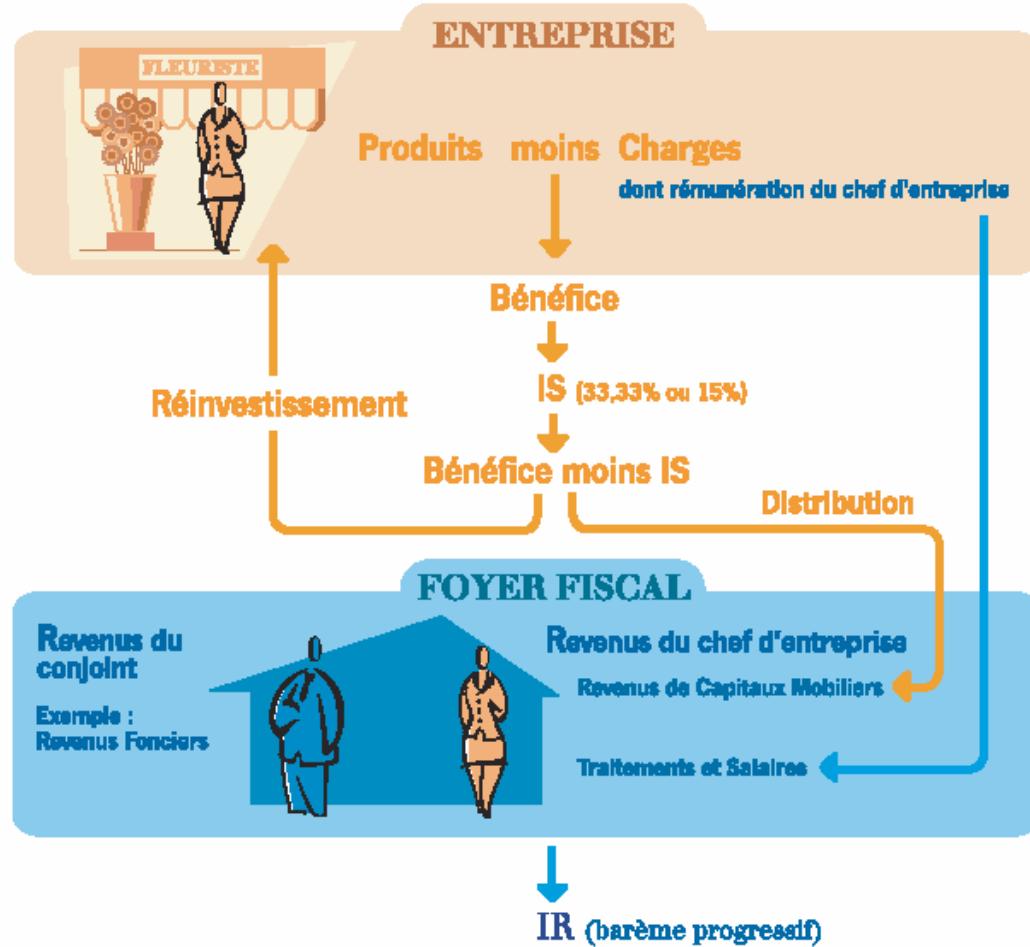 ENTREPRISE
FLEURISTE
Produits moins Charges
dont rémunération du chef d'entreprise
Bénéfice
IS (33,33% ou 15%)
Réinvestissement
Bénéfice moins IS
Distribution
FOYER FISCAL
Revenus du
conjoint
Exemple :
Revenus Fonciers
Revenus du chef d'entreprise
Revenus de Capitaux Mobiliers
Traitements et Salaires
IR (barème progressif)